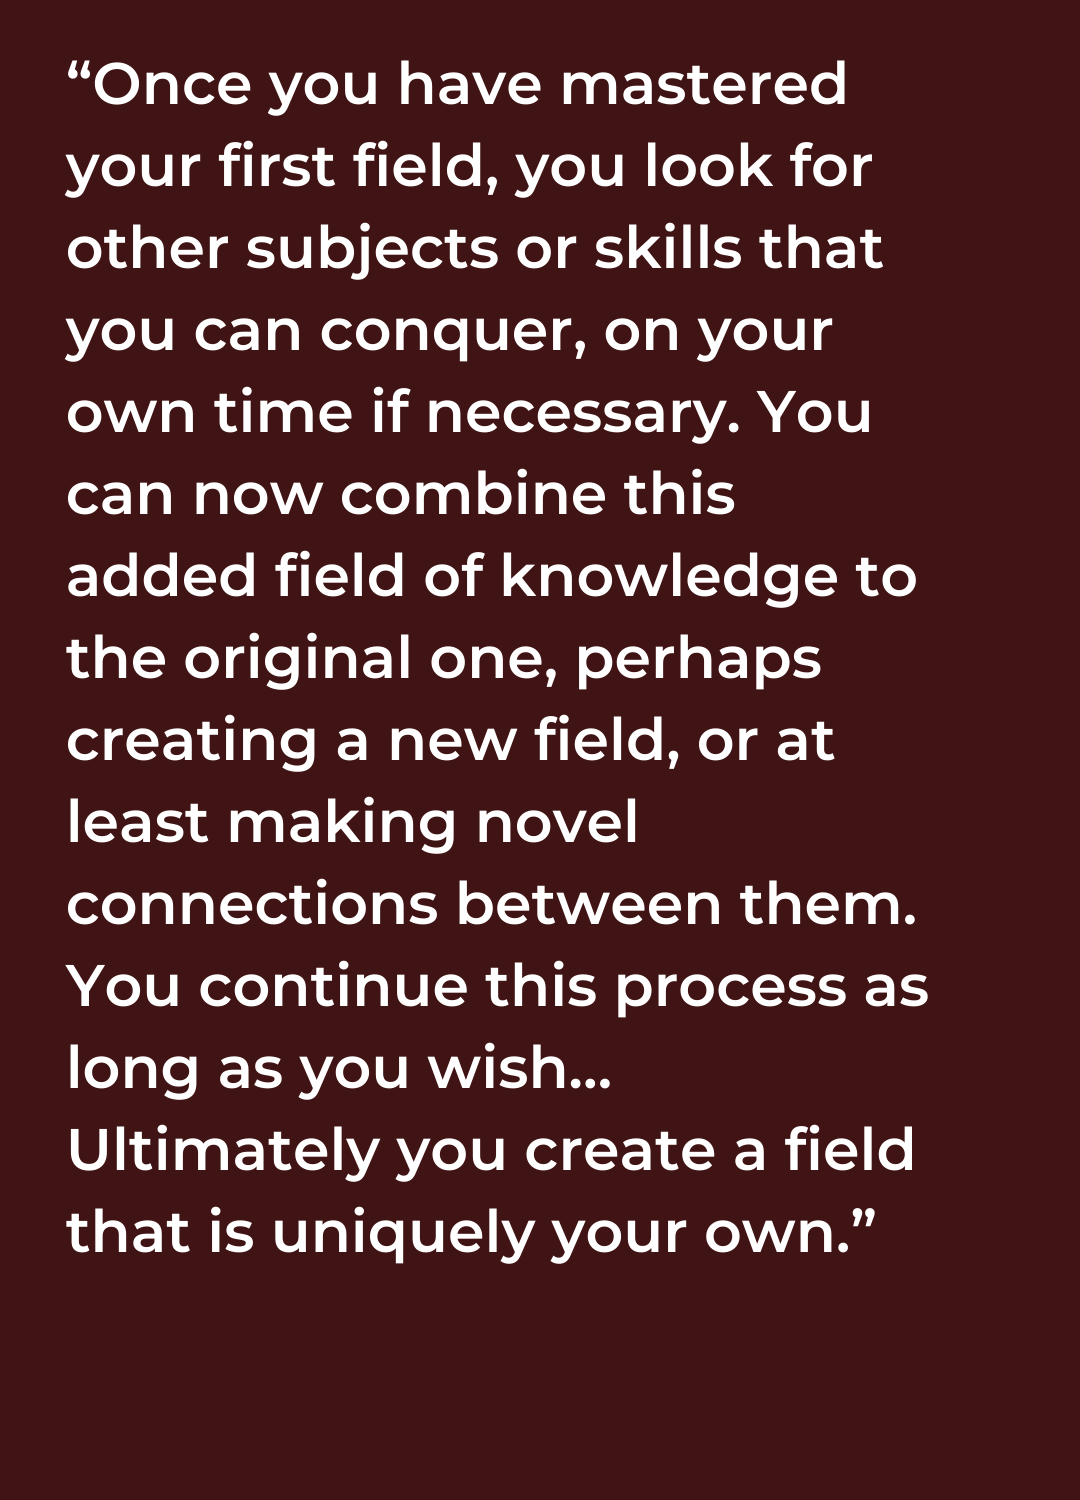 “Once you have mastered
your first field, you look for
other subjects or skills that
you can conquer, on your
own time if necessary. You
can now combine this
added field of knowledge to
the original one, perhaps
creating a new field, or at
least making novel
connections between them.
You continue this process as
long as you wish...
Ultimately you create a field
that is uniquely your own.”